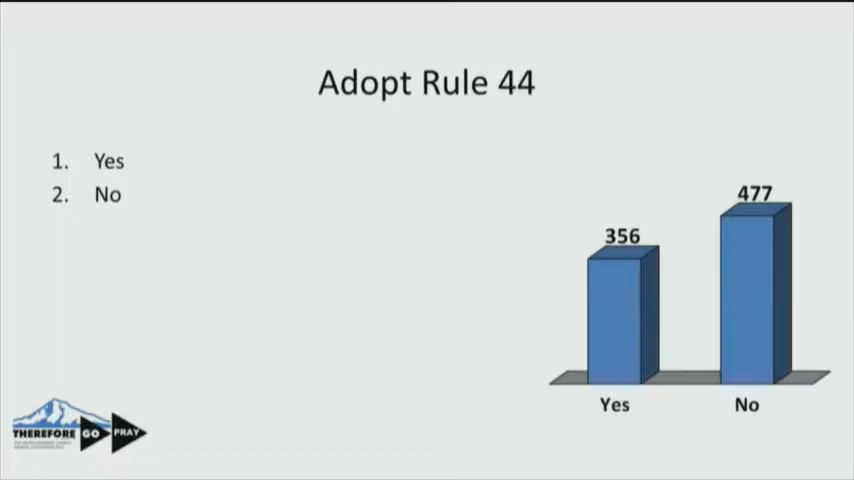 Adopt Rule 44
1. Yes
2. No
477
356
Yes
No
THEREFORE GO PRAY